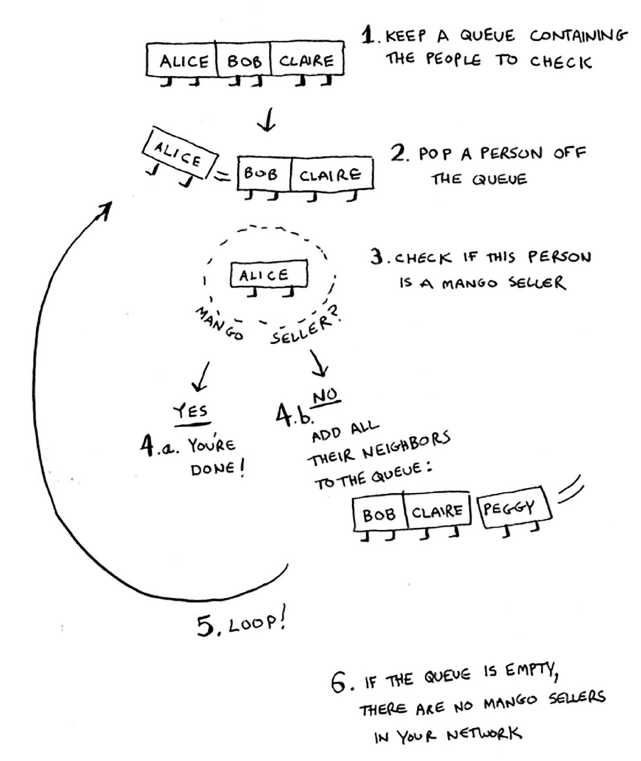 1. KEEP A QUEUE CONTAINING
THE PEOPLE TO CHECK
ALICE BOB CLAIRE
2. POP A PERSON OFF
THE QUEUE
ALICE = BOB CLAIRE
3. CHECK IF THIS PERSON
IS A MANGO SELLER
ALICE
MANGO SELLER?
YES
4.a. YOU'RE
DONE!
NO
4.b.
ADD ALL
THEIR NEIGHBORS
TO THE QUEUE:
BOB CLAIRE PEGGY
5. LOOP!
6. IF THE QUEUE IS EMPTY,
THERE ARE NO MANGO SELLERS
IN YOUR NETWORK